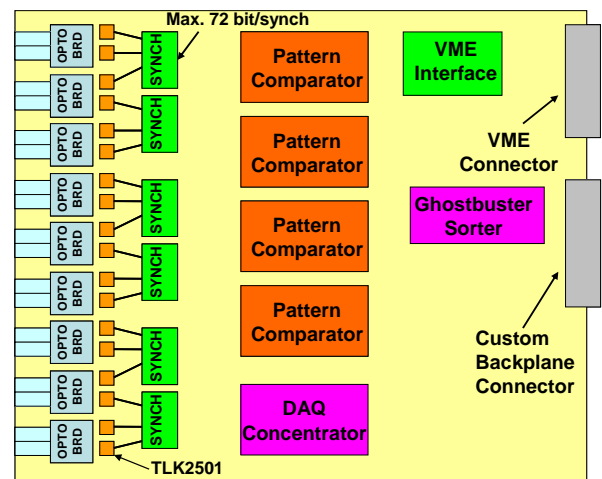 Max. 72 bit/synch
OPTO
BRD
OPTO
BRD
OPTO
BRD
OPTO
BRD
OPTO
BRD
OPTO
BRD
OPTO
BRD
OPTO
BRD
OPTO
BRD
SYNCH
SYNCH
SYNCH
SYNCH
SYNCH
SYNCH
TLK2501
Pattern
Comparator
Pattern
Comparator
Pattern
Comparator
Pattern
Comparator
DAQ
Concentrator
VME
Interface
VME
Connector
Ghostbuster
Sorter
Custom
Backplane
Connector